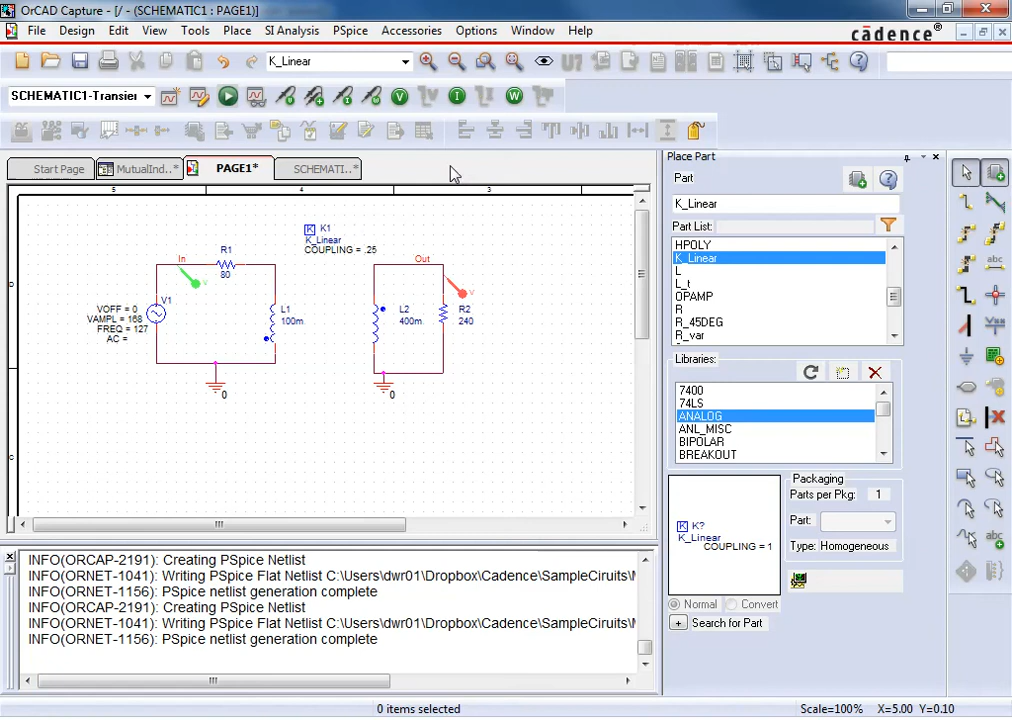 OrCAD Capture - [/ - (SCHEMATIC1 : PAGE1)]
File Design Edit View Tools Place SI Analysis PSpice Accessories Options Window Help
cādence®
K_Linear
U?
SCHEMATIC1-Transier
V
I
W
Start Page
MutualInd..*
PAGE1*
SCHEMATI..*
5 4 3
K K1
K_Linear
COUPLING = .25
In
R1
80
Out
VOFF = 0
VAMPL = 168
FREQ = 127
AC =
V1
L1
100m
L2
400m
R2
240
V
V
0
0
C
INFO(ORCAP-2191): Creating PSpice Netlist
INFO(ORNET-1041): Writing PSpice Flat Netlist C:\Users\dwr01\Dropbox\Cadence\SampleCiruits\M
INFO(ORNET-1156): PSpice netlist generation complete
INFO(ORCAP-2191): Creating PSpice Netlist
INFO(ORNET-1041): Writing PSpice Flat Netlist C:\Users\dwr01\Dropbox\Cadence\SampleCiruits\M
INFO(ORNET-1156): PSpice netlist generation complete
Place Part
Part
K_Linear
Part List:
HPOLY
K_Linear
L
L_t
OPAMP
R
R_45DEG
R_var
Libraries:
7400
74LS
ANALOG
ANL_MISC
BIPOLAR
BREAKOUT
K K?
K_Linear
COUPLING = 1
Packaging
Parts per Pkg: 1
Part:
Type: Homogeneous
Normal
Convert
+ Search for Part
abc
abc
0 items selected
Scale=100% X=5.00 Y=0.10